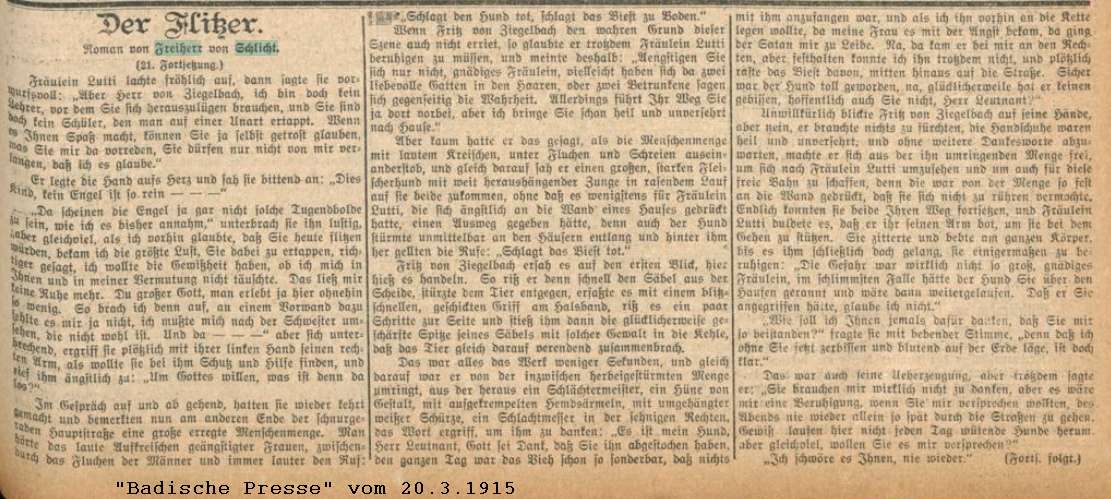 Der Flitzer.
Roman von Freiherr von Schlicht.
(21. Fortsetzung.)
Fräulein Lutti lachte fröhlich auf, dann sagte sie vor-
wurfsvoll: „Aber Herr von Ziegelbach, ich bin doch kein
Lehrer, vor dem Sie sich herauszulügen brauchen, und Sie sind
doch kein Schüler, den man auf einer Unart ertappt. Wenn
es Ihnen Spaß macht, können Sie ja selbst getrost glauben,
was Sie mir da vorreden, Sie dürfen nur nicht von mir ver-
langen, daß ich es glaube.“
Er legte die Hand aufs Herz und sah sie bittend an: „Dies
Kind, kein Engel ist so rein — — —“
„Da scheinen die Engel ja gar nicht solche Tugendbolde
zu sein, wie ich es bisher annahm,“ unterbrach sie ihn lustig,
„aber gleichviel, als ich vorhin glaubte, daß Sie heute flitzen
würden, bekam ich die größte Lust, Sie dabei zu ertappen, rich-
tiger gesagt, ich wollte die Gewißheit haben, ob ich mich in
Ihnen und in meiner Vermutung nicht täuschte. Das ließ mir
keine Ruhe mehr. Du großer Gott, man erlebt ja hier ohnehin
so wenig. So brach ich denn auf, an einem Vorwand dazu
fehlte es mir ja nicht, ich mußte mich nach der Schwester um-
sehen, die nicht wohl ist. Und da — — —“ aber sich unter-
brechend, ergriff sie plötzlich mit ihrer linken Hand seinen rech-
ten Arm, als wollte sie bei ihm Schutz und Hilfe finden, und
rief ihm ängstlich zu: „Um Gottes willen, was ist denn da
los?“
Im Gespräch auf und ab gehend, hatten sie wieder kehrt
gemacht und bemerkten nun am anderen Ende der schnurge-
raden Hauptstraße eine große erregte Menschenmenge. Man
hörte das laute Aufkreischen geängstigter Frauen, zwischen-
durch das Fluchen der Männer und immer lauter den Ruf:
„Schlagt den Hund tot, schlagt das Biest zu Boden.“
Wenn Fritz von Ziegelbach den wahren Grund dieser
Szene auch nicht erriet, so glaubte er trotzdem Fräulein Lutti
beruhigen zu müssen, und meinte deshalb: „Aengstigen Sie
sich nur nicht, gnädiges Fräulein, vielleicht haben sich da zwei
liebevolle Gatten in den Haaren, oder zwei Betrunkene sagen
sich gegenseitig die Wahrheit. Allerdings führt Ihr Weg Sie
ja dort vorbei, aber ich bringe Sie schon heil und unversehrt
nach Hause.“
Aber kaum hatte er das gesagt, als die Menschenmenge
mit lautem Kreischen, unter Fluchen und Schreien ausein-
anderstob, und gleich darauf sah er einen großen, starken Flei-
scherhund mit weit heraushängender Zunge in rasendem Lauf
auf sie beide zukommen, ohne daß es wenigstens für Fräulein
Lutti, die sich ängstlich an die Wand eines Hauses gedrückt
hatte, einen Ausweg gegeben hätte, denn auch der Hund
stürmte unmittelbar an den Häusern entlang und hinter ihm
her gellten die Rufe: „Schlagt das Biest tot.“
Fritz von Ziegelbach ersah es auf den ersten Blick, hier
hieß es handeln. So riß er denn schnell den Säbel aus der
Scheide, stürzte dem Tier entgegen, erfaßte es mit einem blitz-
schnellen, geschickten Griff am Halsband, riß es ein paar
Schritte zur Seite und stieß ihm dann die glücklicherweise ge-
schärfte Spitze seines Säbels mit solcher Gewalt in die Kehle,
daß das Tier gleich darauf verendend zusammenbrach.
Das war alles das Werk weniger Sekunden, und gleich
darauf war er von der inzwischen herbeigestürmten Menge
umringt, aus der heraus ein Schlächtermeister, ein Hüne von
Gestalt, mit aufgekrempelten Hemdsärmeln, mit umgehängter
weißer Schürze, ein Schlachtmesser in der sehnigen Rechten,
das Wort ergriff, um ihm zu danken: „Es ist mein Hund,
Herr Leutnant, Gott sei Dank, daß Sie ihn abgestochen haben,
den ganzen Tag war das Vieh schon so sonderbar, daß nichts
mit ihm anzufangen war, und als ich ihn vorhin an die Kette
legen wollte, da meine Frau es mit der Angst bekam, da ging
der Satan mir zu Leibe. Na, da kam er bei mir an den Rech-
ten, aber festhalten konnte ich ihn trotzdem nicht, und plötzlich
raste das Biest davon, mitten hinaus auf die Straße. Sicher
war der Hund toll geworden, na, glücklicherweile hat er keinen
gebissen, hoffentlich auch Sie nicht, Herr Leutnant?“
Unwillkürlich blickte Fritz von Ziegelbach auf seine Hände,
aber nein, er brauchte nichts zu fürchten, die Handschuhe waren
heil und unversehrt, und ohne weitere Dankesworte abzu-
warten, machte er sich aus der ihn umringenden Menge frei,
um sich nach Fräulein Lutti umzusehen und um auch für diese
freie Bahn zu schaffen, denn die war von der Menge so fest
an die Wand gedrückt, daß sie sich nicht zu rühren vermochte.
Endlich konnten sie beide Ihren Weg fortsetzen, und Fräulein
Lutti duldete es, daß er ihr seinen Arm bot, um sie bei dem
Gehen zu stützen. Sie zitterte und bebte am ganzen Körper,
bis es ihm schließlich doch gelang, sie einigermaßen zu be-
ruhigen: „Die Gefahr war wirklich nicht so groß, gnädiges
Fräulein, im schlimmsten Falle hätte der Hund Sie über den
Haufen gerannt und wäre dann weitergelaufen. Daß er Sie
angegriffen hätte, glaube ich nicht.“
„Wie soll ich Ihnen jemals dafür danken, daß Sie mir
so beistanden?“ fragte sie mit bebender Stimme, „denn daß ich
ohne Sie jetzt zerbissen und blutend auf der Erde läge, ist doch
klar.“
Das war auch seine Ueberzeugung, aber trotzdem sagte
er: „Sie brauchen mir wirklich nicht zu danken, aber es wäre
mir eine Beruhigung, wenn Sie mir versprechen wollten, des
Abends nie wieder allein so spät durch die Straßen zu gehen.
Gewiß laufen hier nicht jeden Tag wütende Hunde herum,
aber gleichviel, wollen Sie es mir versprechen?“
„Ich schwöre es Ihnen, nie wieder.“ (Forts. folgt.)
"Badische Presse" vom 20.3.1915